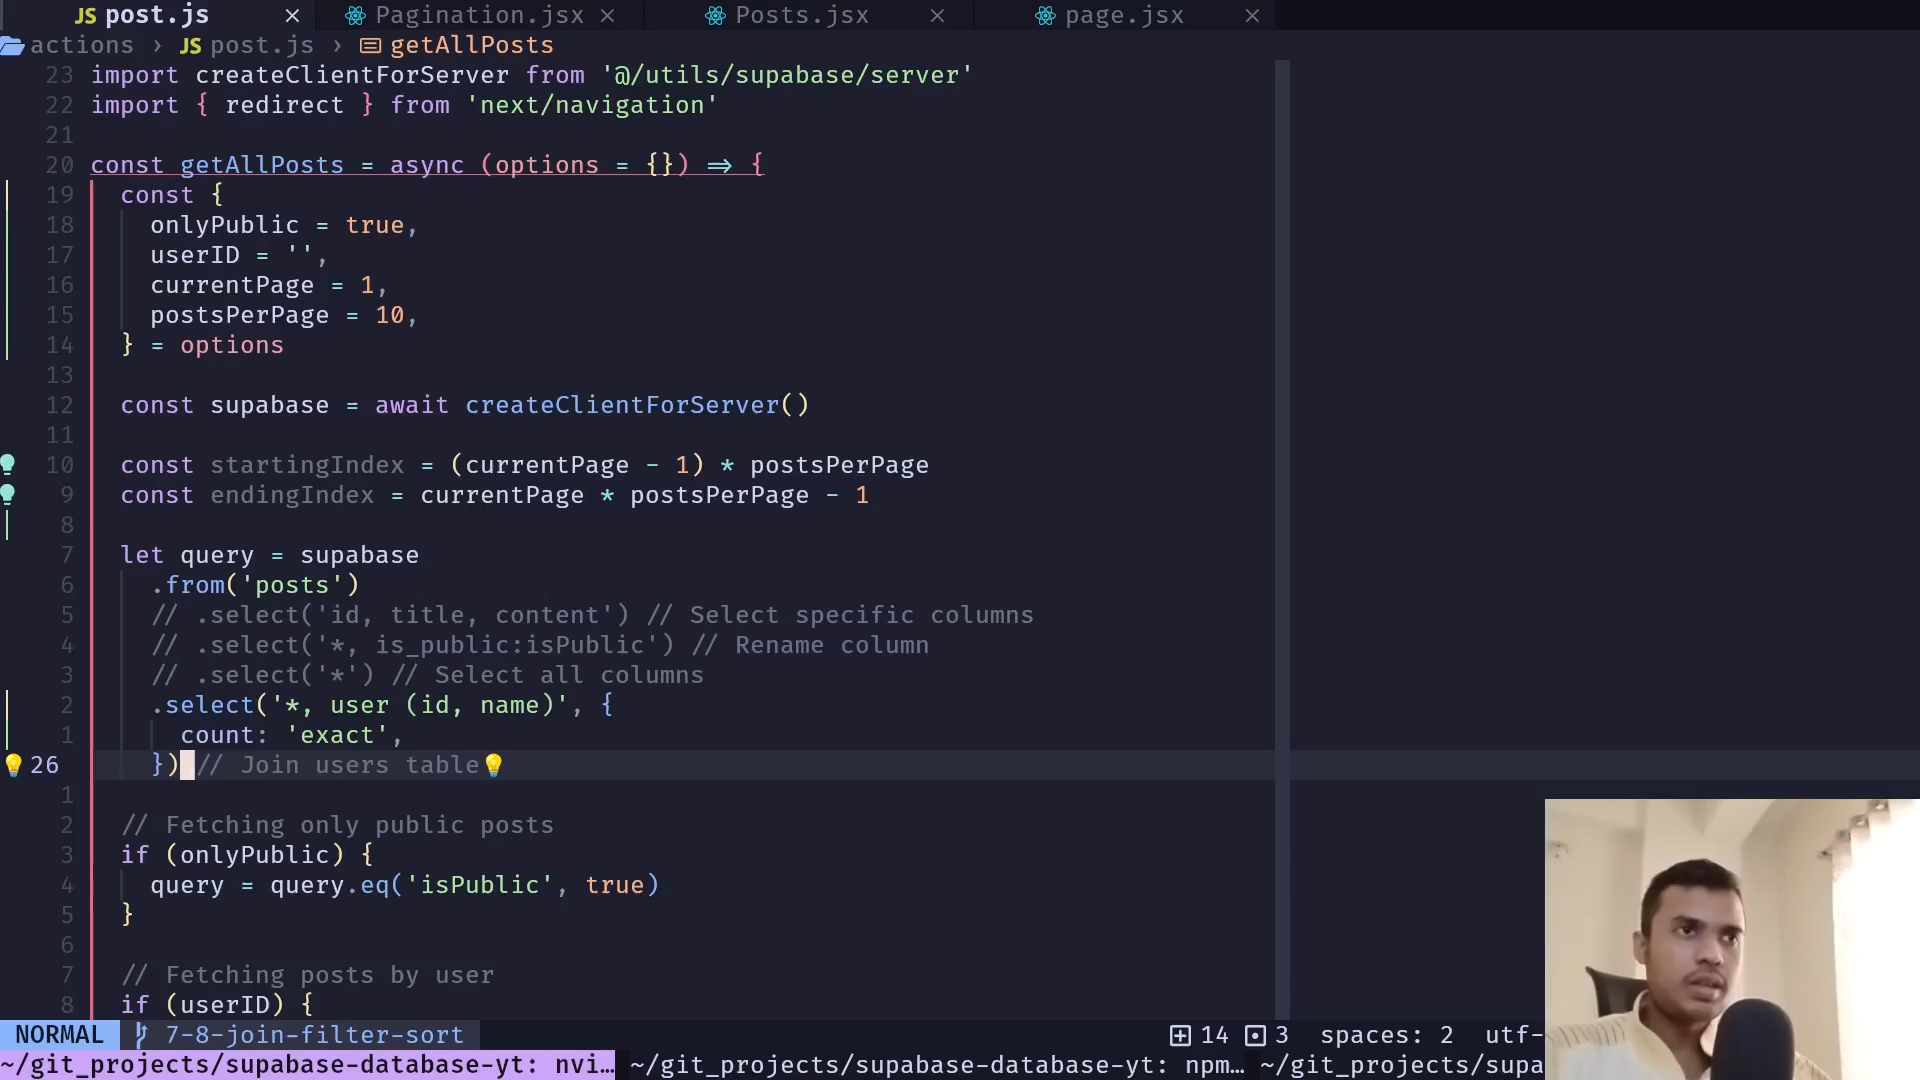 JS post.js × Pagination.jsx × Posts.jsx × page.jsx ×
actions › JS post.js › getAllPosts
23 import createClientForServer from '@/utils/supabase/server'
22 import { redirect } from 'next/navigation'
21
20 const getAllPosts = async (options = {}) => {
19 const {
18 onlyPublic = true,
17 userID = '',
16 currentPage = 1,
15 postsPerPage = 10,
14 } = options
13
12 const supabase = await createClientForServer()
11
10 const startingIndex = (currentPage - 1) * postsPerPage
9 const endingIndex = currentPage * postsPerPage - 1
8
7 let query = supabase
6 .from('posts')
5 // .select('id, title, content') // Select specific columns
4 // .select('*, is_public:isPublic') // Rename column
3 // .select('*') // Select all columns
2 .select('*, user (id, name)', {
1 count: 'exact',
26 }) // Join users table
1
2 // Fetching only public posts
3 if (onlyPublic) {
4 query = query.eq('isPublic', true)
5 }
6
7 // Fetching posts by user
8 if (userID) {
NORMAL 7-8-join-filter-sort 14 3 spaces: 2 utf-
~/git_projects/supabase-database-yt: nvi… ~/git_projects/supabase-database-yt: npm… ~/git_projects/supa